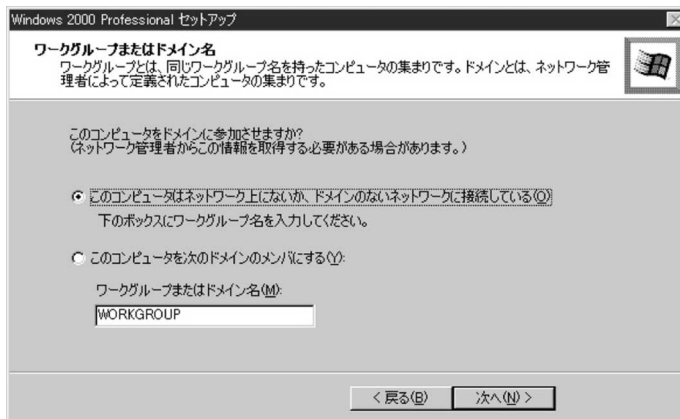 Windows 2000 Professional セットアップ
ワークグループまたはドメイン名
ワークグループとは、同じワークグループ名を持ったコンピュータの集まりです。ドメインとは、ネットワーク管
理者によって定義されたコンピュータの集まりです。
このコンピュータをドメインに参加させますか?
(ネットワーク管理者からこの情報を取得する必要がある場合があります。)
このコンピュータはネットワーク上にないか、ドメインのないネットワークに接続している(O)
下のボックスにワークグループ名を入力してください。
このコンピュータを次のドメインのメンバにする(Y):
ワークグループまたはドメイン名(M):
WORKGROUP
< 戻る(B)
次へ(N) >